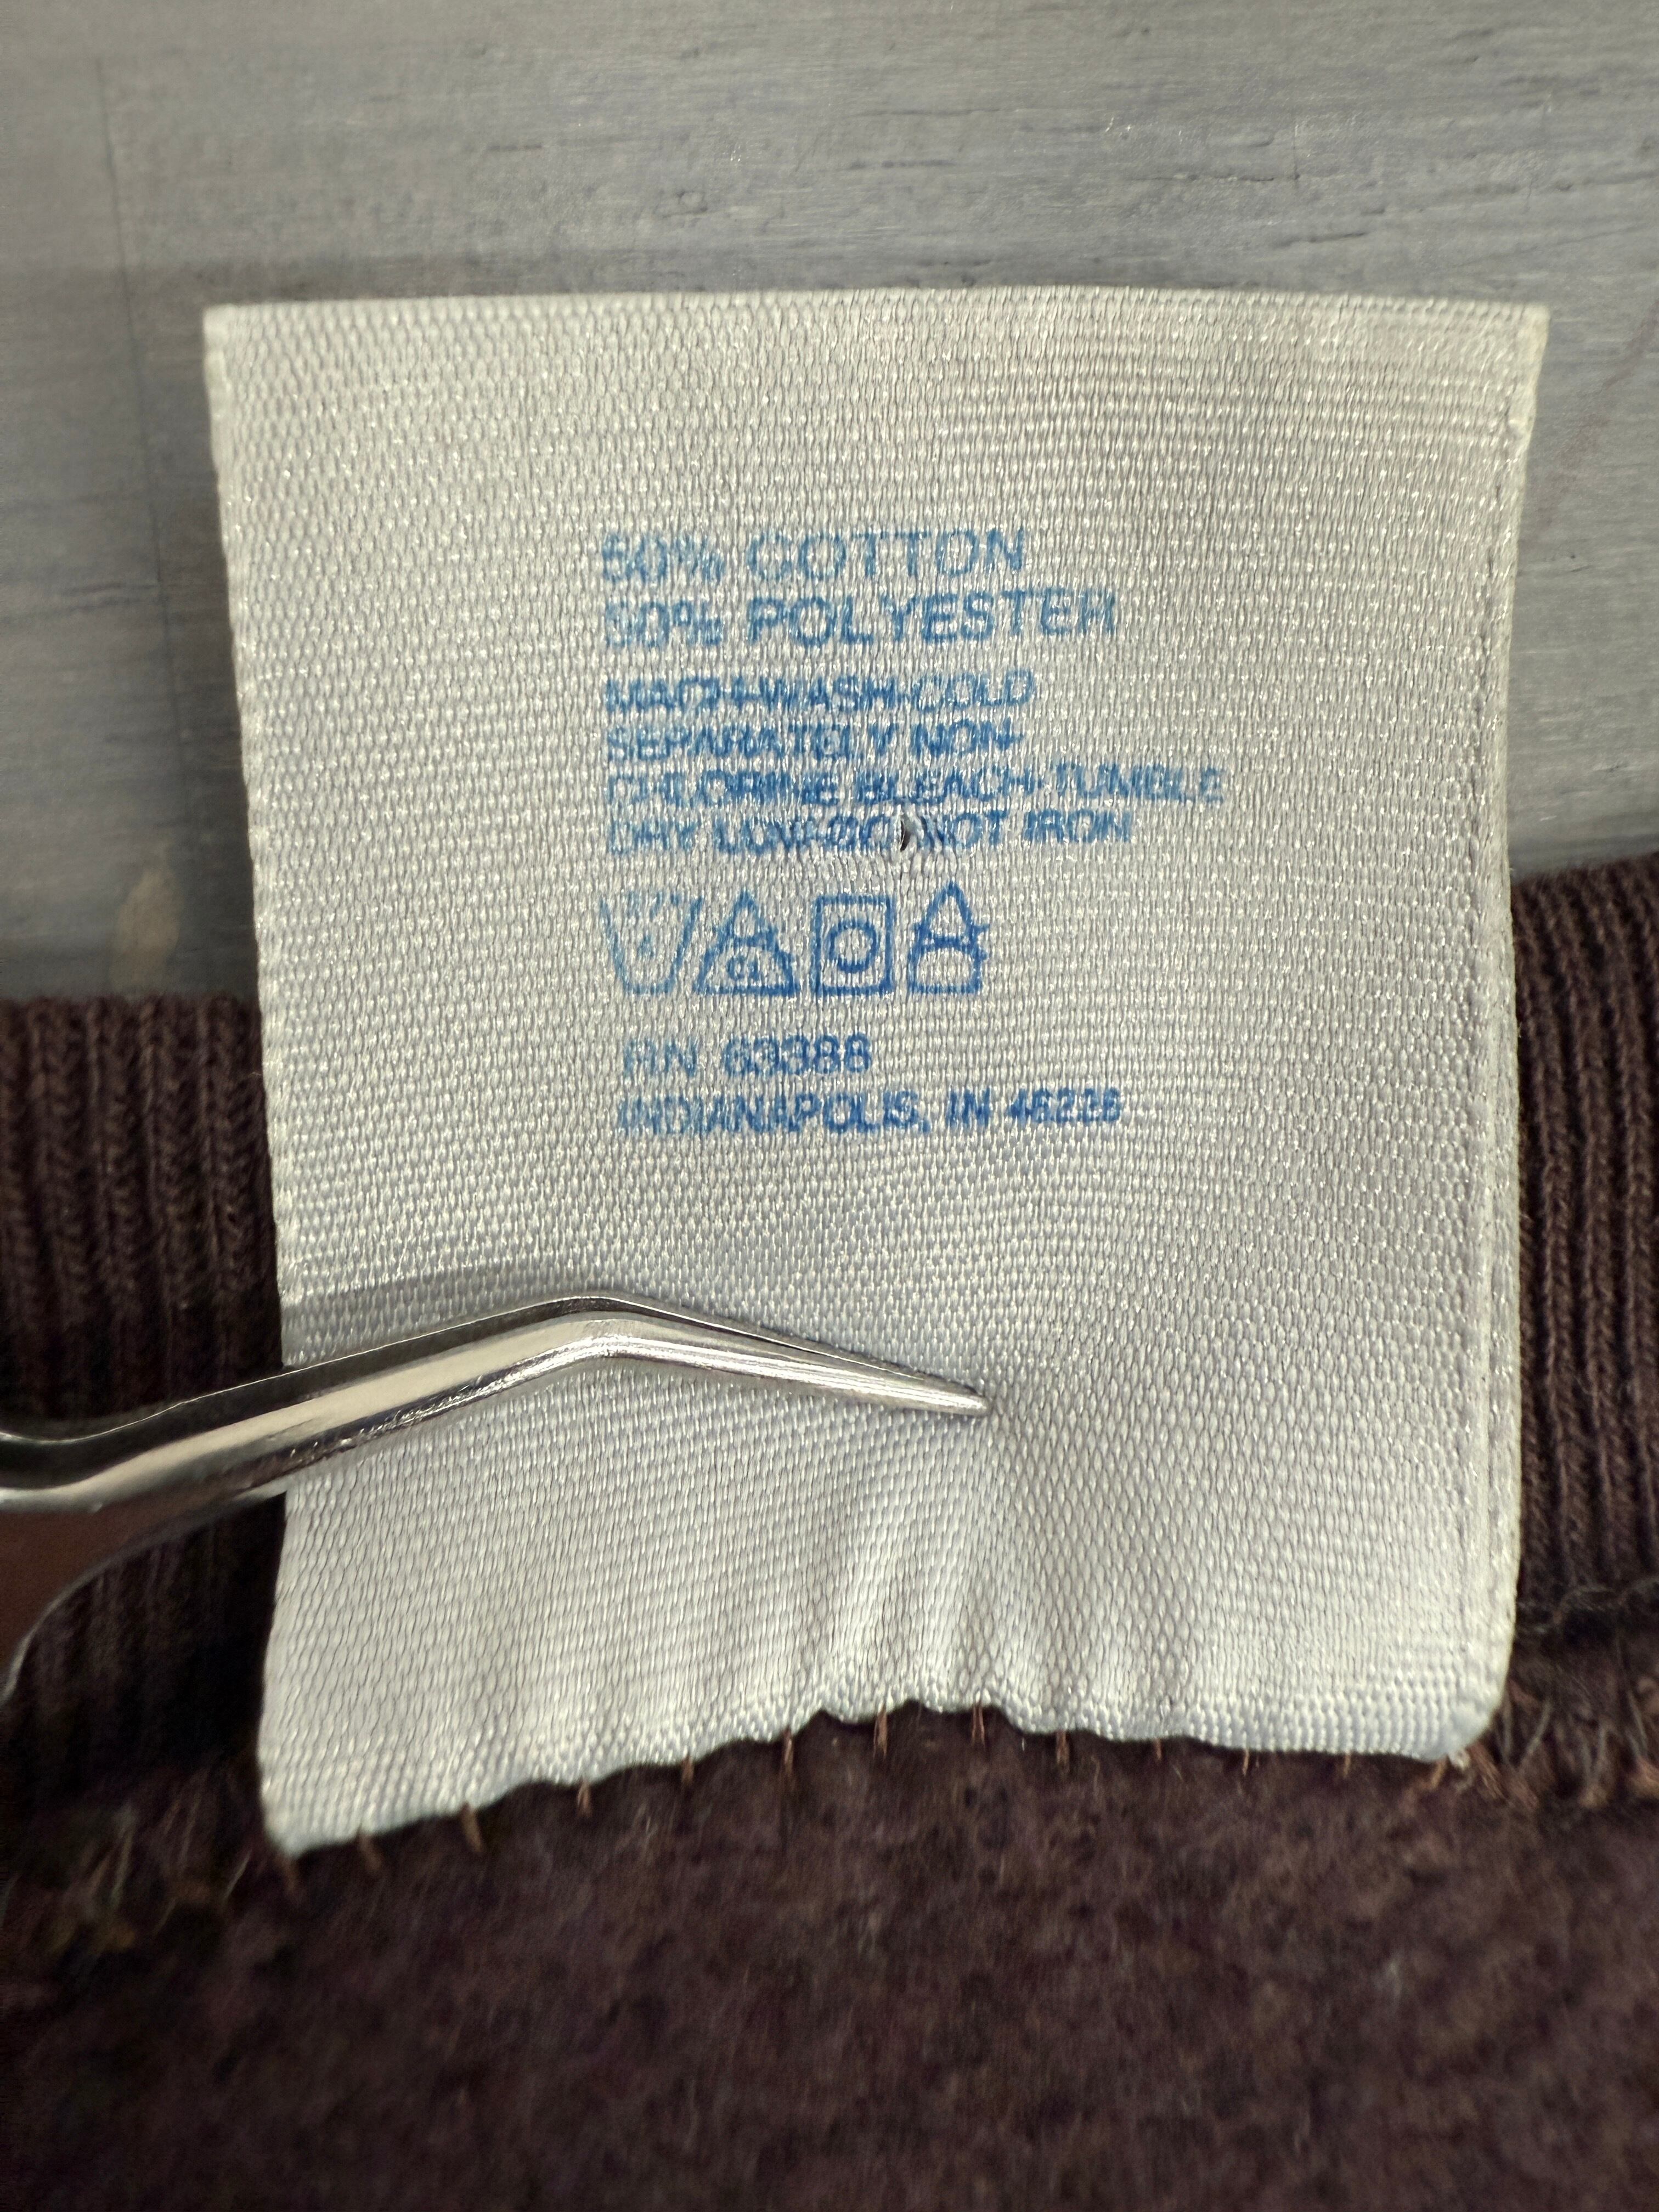 50% COTTON
50% POLYESTER
MACH-WASH-COLD
SEPARATELY NON-
CHLORINE BLEACH-TUMBLE
DRY LOW-DO NOT IRON
CL
RN 63388
INDIANAPOLIS, IN 46226